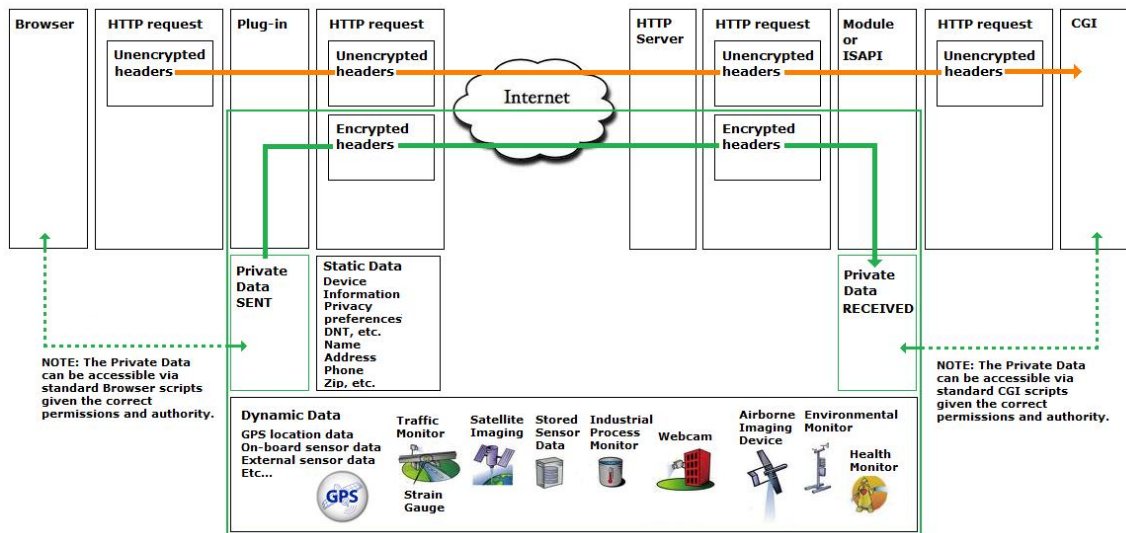 Browser
HTTP request
Unencrypted
headers
Plug-in
HTTP request
Unencrypted
headers
Encrypted
headers
Internet
HTTP
Server
HTTP request
Unencrypted
headers
Encrypted
headers
Module
or
ISAPI
HTTP request
Unencrypted
headers
CGI
Private
Data
SENT
Static Data
Device
Information
Privacy
preferences
DNT, etc.
Name
Address
Phone
Zip, etc.
Private
Data
RECEIVED
NOTE: The Private Data
can be accessible via
standard Browser scripts
given the correct
permissions and authority.
NOTE: The Private Data
can be accessible via
standard CGI scripts
given the correct
permissions and authority.
Dynamic Data
GPS location data
On-board sensor data
External sensor data
Etc...
GPS
Traffic
Monitor
Strain
Gauge
Satellite
Imaging
Stored
Sensor
Data
Industrial
Process
Monitor
Webcam
Airborne
Imaging
Device
Environmental
Monitor
Health
Monitor